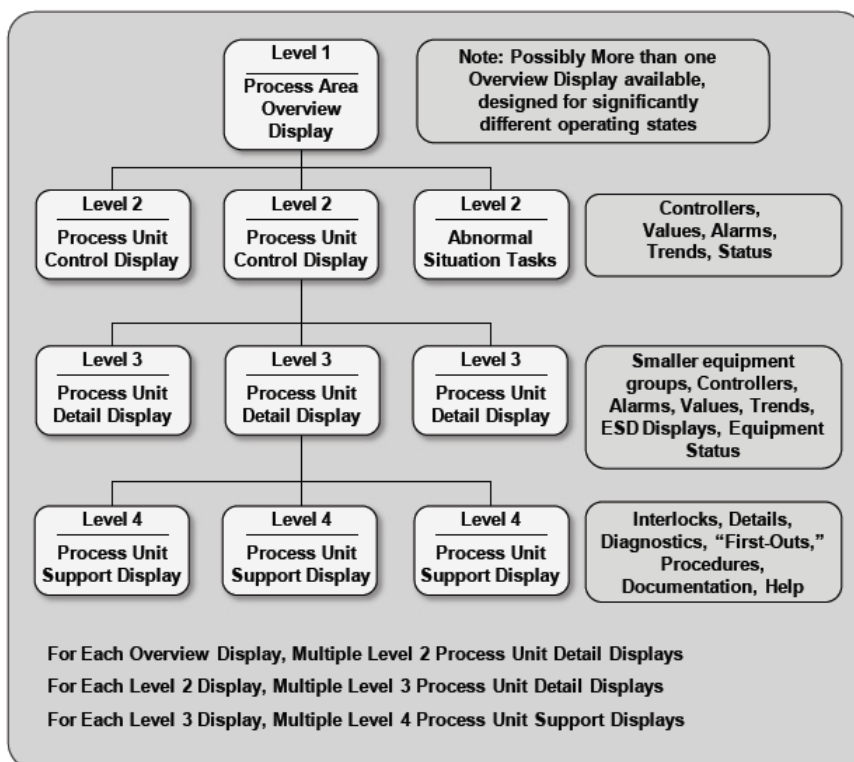 Level 1
Process Area
Overview
Display
Note: Possibly More than one
Overview Display available,
designed for significantly
different operating states
Level 2
Process Unit
Control Display
Level 2
Process Unit
Control Display
Level 2
Abnormal
Situation Tasks
Controllers,
Values, Alarms,
Trends, Status
Level 3
Process Unit
Detail Display
Level 3
Process Unit
Detail Display
Level 3
Process Unit
Detail Display
Smaller equipment
groups, Controllers,
Alarms, Values, Trends,
ESD Displays, Equipment
Status
Level 4
Process Unit
Support Display
Level 4
Process Unit
Support Display
Level 4
Process Unit
Support Display
Interlocks, Details,
Diagnostics, “First-Outs,”
Procedures,
Documentation, Help
For Each Overview Display, Multiple Level 2 Process Unit Detail Displays
For Each Level 2 Display, Multiple Level 3 Process Unit Detail Displays
For Each Level 3 Display, Multiple Level 4 Process Unit Support Displays